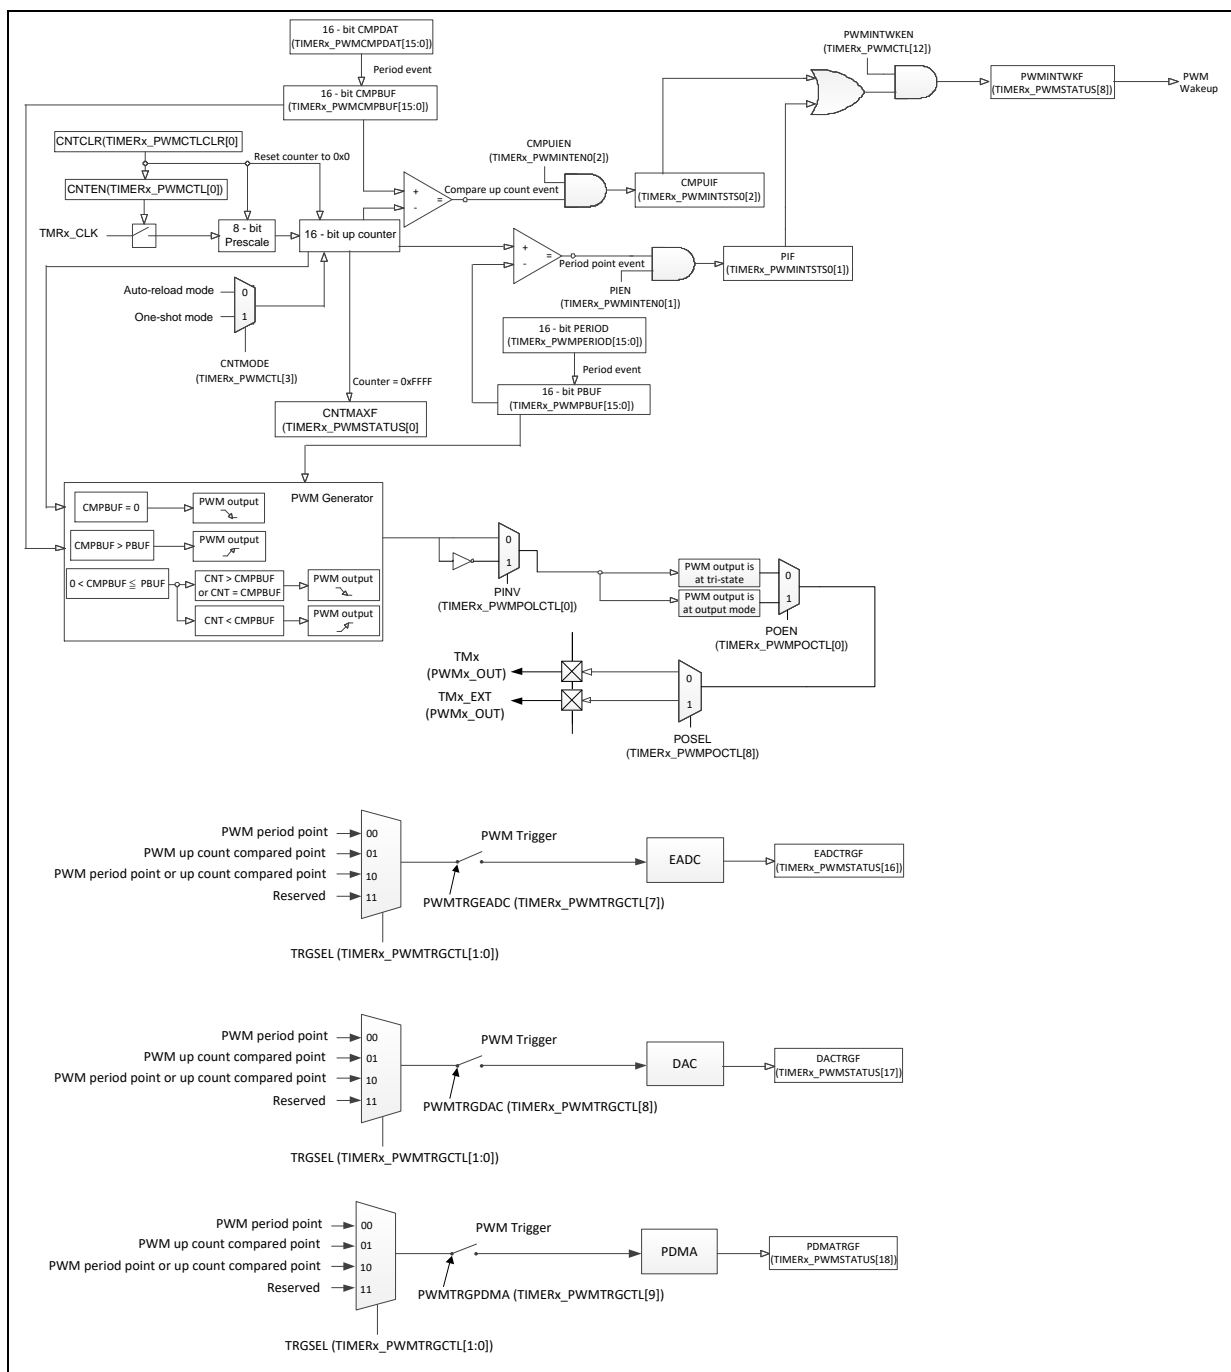 16 - bit CMPDAT
(TIMERx_PWMCMPDAT[15:0])
Period event
16 - bit CMPBUF
(TIMERx_PWMCMPBUF[15:0])
PWMINTWKEN
(TIMERx_PWMCTL[12])
PWMINTWKF
(TIMERx_PWMSTATUS[8])
PWM
Wakeup
CNTCLR(TIMERx_PWMCTLCLR[0]
Reset counter to 0x0
CNTEN(TIMERx_PWMCTL[0])
TMRx_CLK
8 - bit
Prescale
16 - bit up counter
+
-
=
Compare up count event
CMPUIEN
(TIMERx_PWMINTEN0[2])
CMPUIF
(TIMERx_PWMINTSTS0[2])
+
-
=
Period point event
PIEN
(TIMERx_PWMINTEN0[1])
PIF
(TIMERx_PWMINTSTS0[1])
Auto-reload mode
0
One-shot mode
1
CNTMODE
(TIMERx_PWMCTL[3])
16 - bit PERIOD
(TIMERx_PWMPERIOD[15:0])
Period event
16 - bit PBUF
(TIMERx_PWMPBUF[15:0])
Counter = 0xFFFF
CNTMAXF
(TIMERx_PWMSTATUS[0]
PWM Generator
CMPBUF = 0
PWM output
CMPBUF > PBUF
PWM output
0 < CMPBUF ≦ PBUF
CNT > CMPBUF
or CNT = CMPBUF
PWM output
CNT < CMPBUF
PWM output
0
1
PINV
(TIMERx_PWMPOLCTL[0])
PWM output is
at tri-state
PWM output is
at output mode
0
1
POEN
(TIMERx_PWMPOCTL[0])
TMx
(PWMx_OUT)
TMx_EXT
(PWMx_OUT)
0
1
POSEL
(TIMERx_PWMPOCTL[8])
PWM period point
00
PWM up count compared point
01
PWM period point or up count compared point
10
Reserved
11
PWM Trigger
PWMTRGEADC (TIMERx_PWMTRGCTL[7])
EADC
EADCTRGF
(TIMERx_PWMSTATUS[16])
TRGSEL (TIMERx_PWMTRGCTL[1:0])
PWM period point
00
PWM up count compared point
01
PWM period point or up count compared point
10
Reserved
11
PWM Trigger
PWMTRGDAC (TIMERx_PWMTRGCTL[8])
DAC
DACTRGF
(TIMERx_PWMSTATUS[17])
TRGSEL (TIMERx_PWMTRGCTL[1:0])
PWM period point
00
PWM up count compared point
01
PWM period point or up count compared point
10
Reserved
11
PWM Trigger
PWMTRGPDMA (TIMERx_PWMTRGCTL[9])
PDMA
PDMATRGF
(TIMERx_PWMSTATUS[18])
TRGSEL (TIMERx_PWMTRGCTL[1:0])